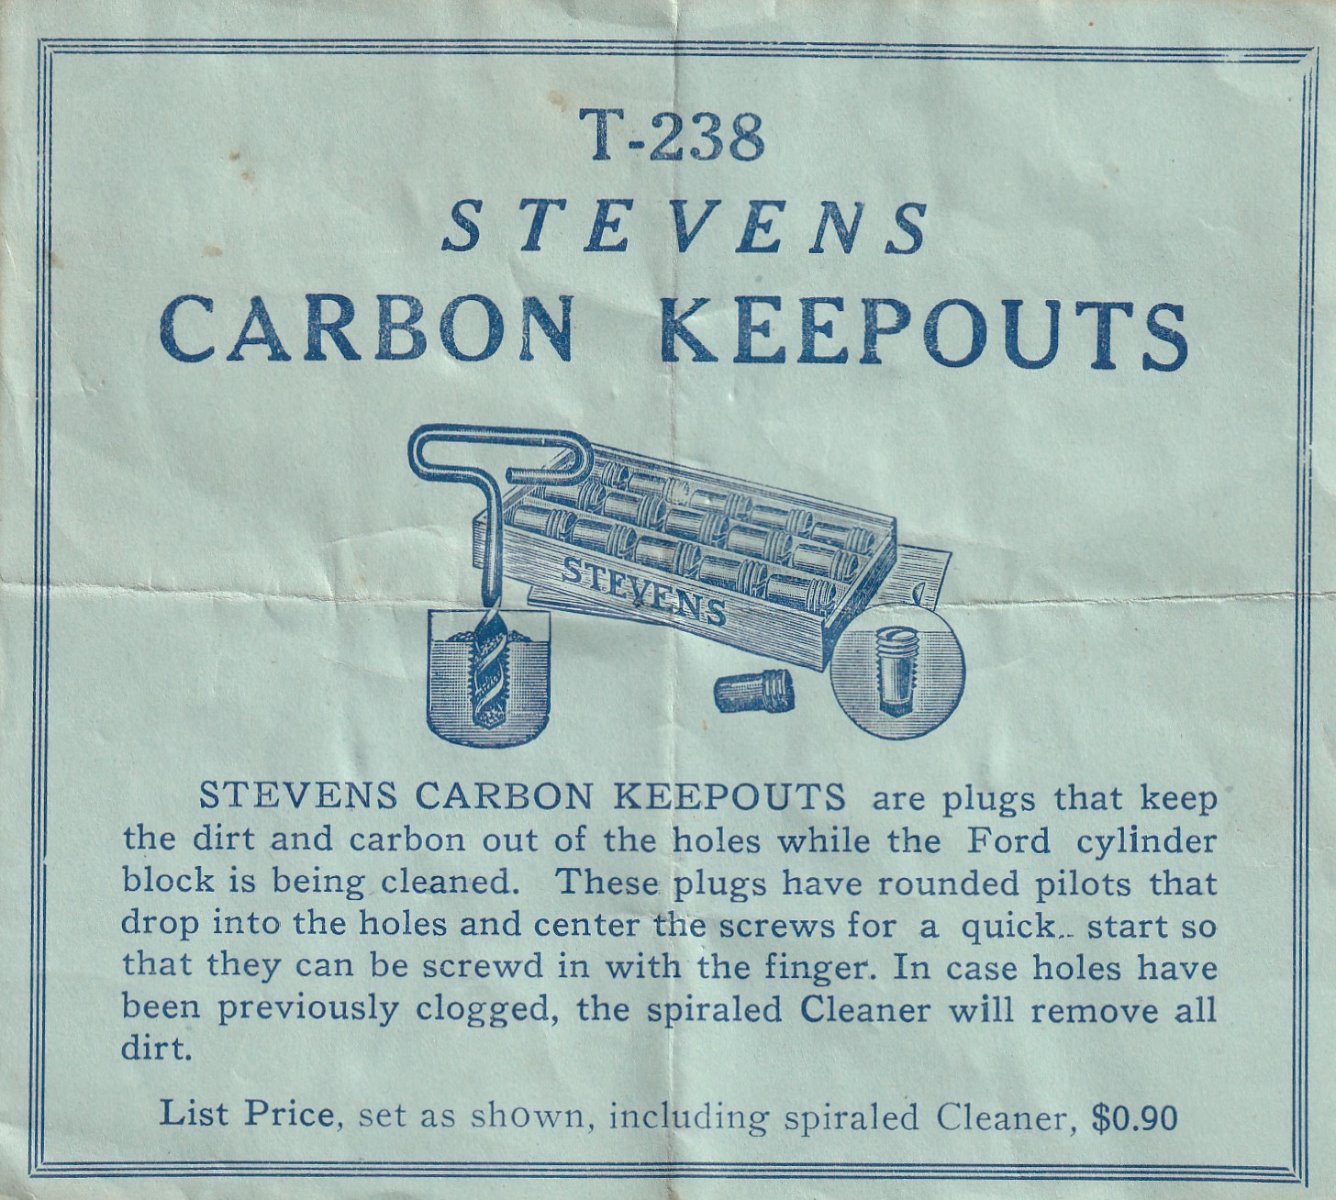 T-238
STEVENS
CARBON KEEPOUTS
STEVENS
STEVENS CARBON KEEPOUTS are plugs that keep
the dirt and carbon out of the holes while the Ford cylinder
block is being cleaned. These plugs have rounded pilots that
drop into the holes and center the screws for a quick.. start so
that they can be screwd in with the finger. In case holes have
been previously clogged, the spiraled Cleaner will remove all
dirt.
List Price, set as shown, including spiraled Cleaner, $0.90